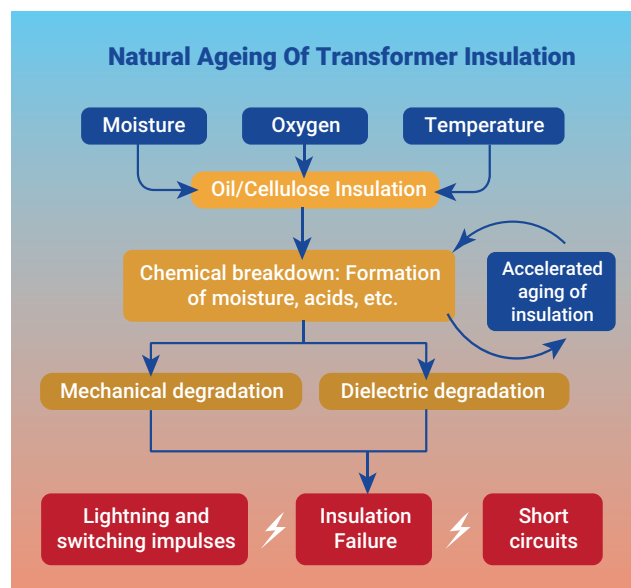 Natural Ageing Of Transformer Insulation
Moisture
Oxygen
Temperature
Oil/Cellulose Insulation
Chemical breakdown: Formation
of moisture, acids, etc.
Accelerated
aging of
insulation
Mechanical degradation
Dielectric degradation
Lightning and
switching impulses
Insulation
Failure
Short
circuits